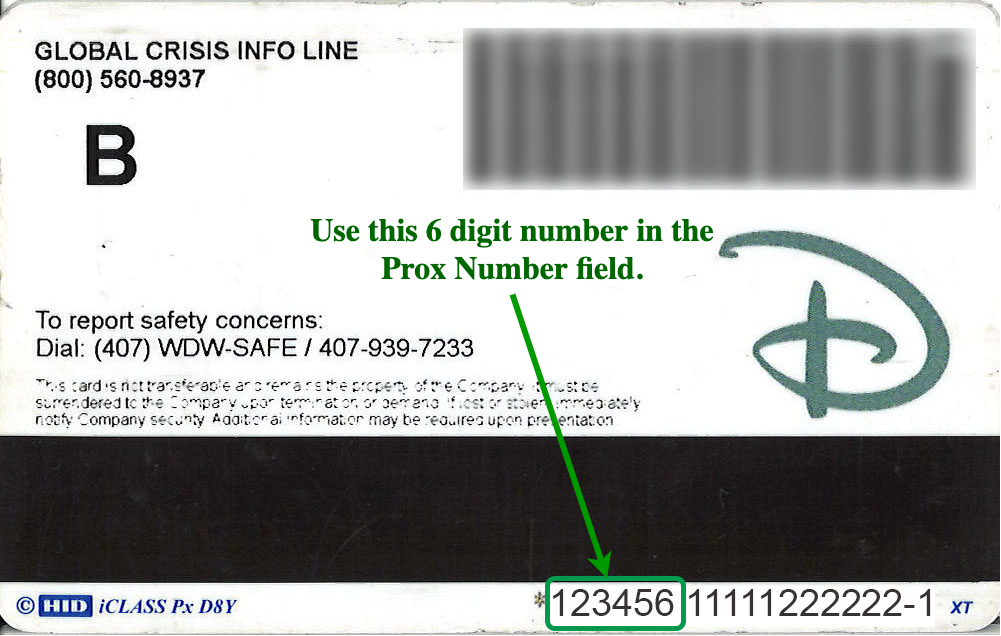 GLOBAL CRISIS INFO LINE
(800) 560-8937
B
Use this 6 digit number in the
Prox Number field.
To report safety concerns:
Dial: (407) WDW-SAFE / 407-939-7233
This card is not transferable and remains the property of the Company. It must be
surrendered to the Company upon termination or demand. If lost or stolen, immediately
notify Company security. Additional information may be required upon presentation.
© HID iCLASS Px D8Y *123456 11111222222-1 XT